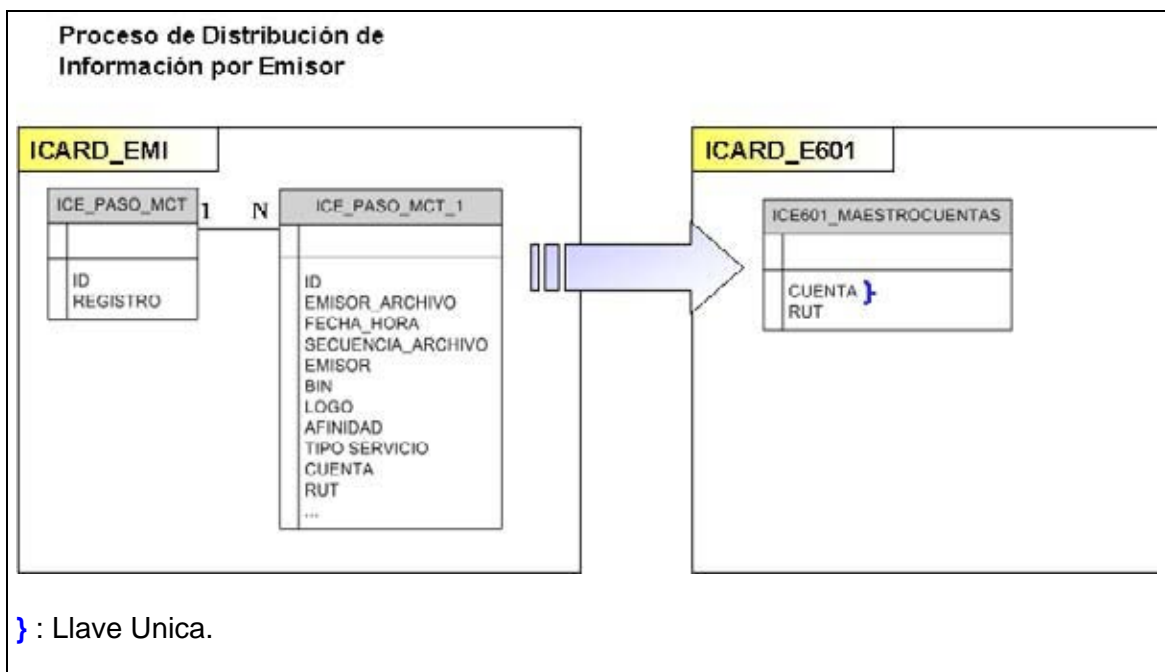 Proceso de Distribución de
Información por Emisor
ICARD_EMI
ICE_PASO_MCT
1
N
ICE_PASO_MCT_1
ID
REGISTRO
ID
EMISOR_ARCHIVO
FECHA_HORA
SECUENCIA_ARCHIVO
EMISOR
BIN
LOGO
AFINIDAD
TIPO SERVICIO
CUENTA
RUT
...
ICARD_E601
ICE601_MAESTROCUENTAS
CUENTA }
RUT
} : Llave Unica.